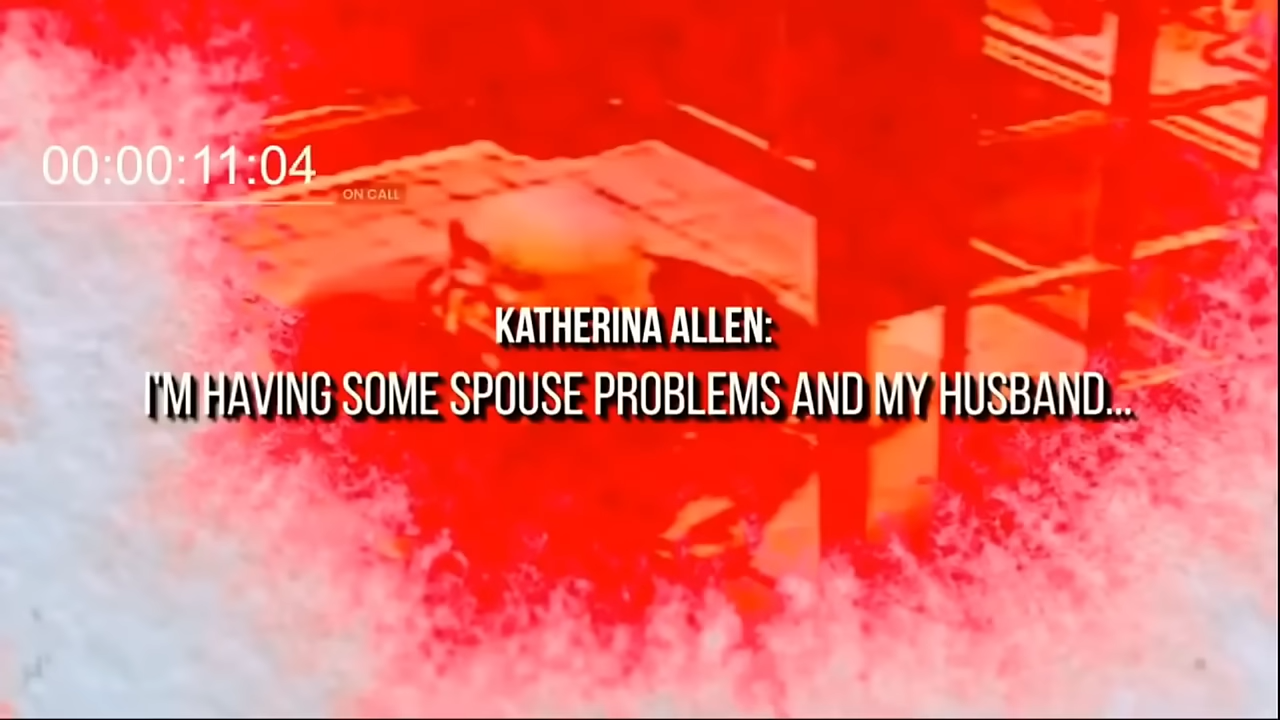 00:00:11:04
ON CALL
KATHERINA ALLEN:
I'M HAVING SOME SPOUSE PROBLEMS AND MY HUSBAND...